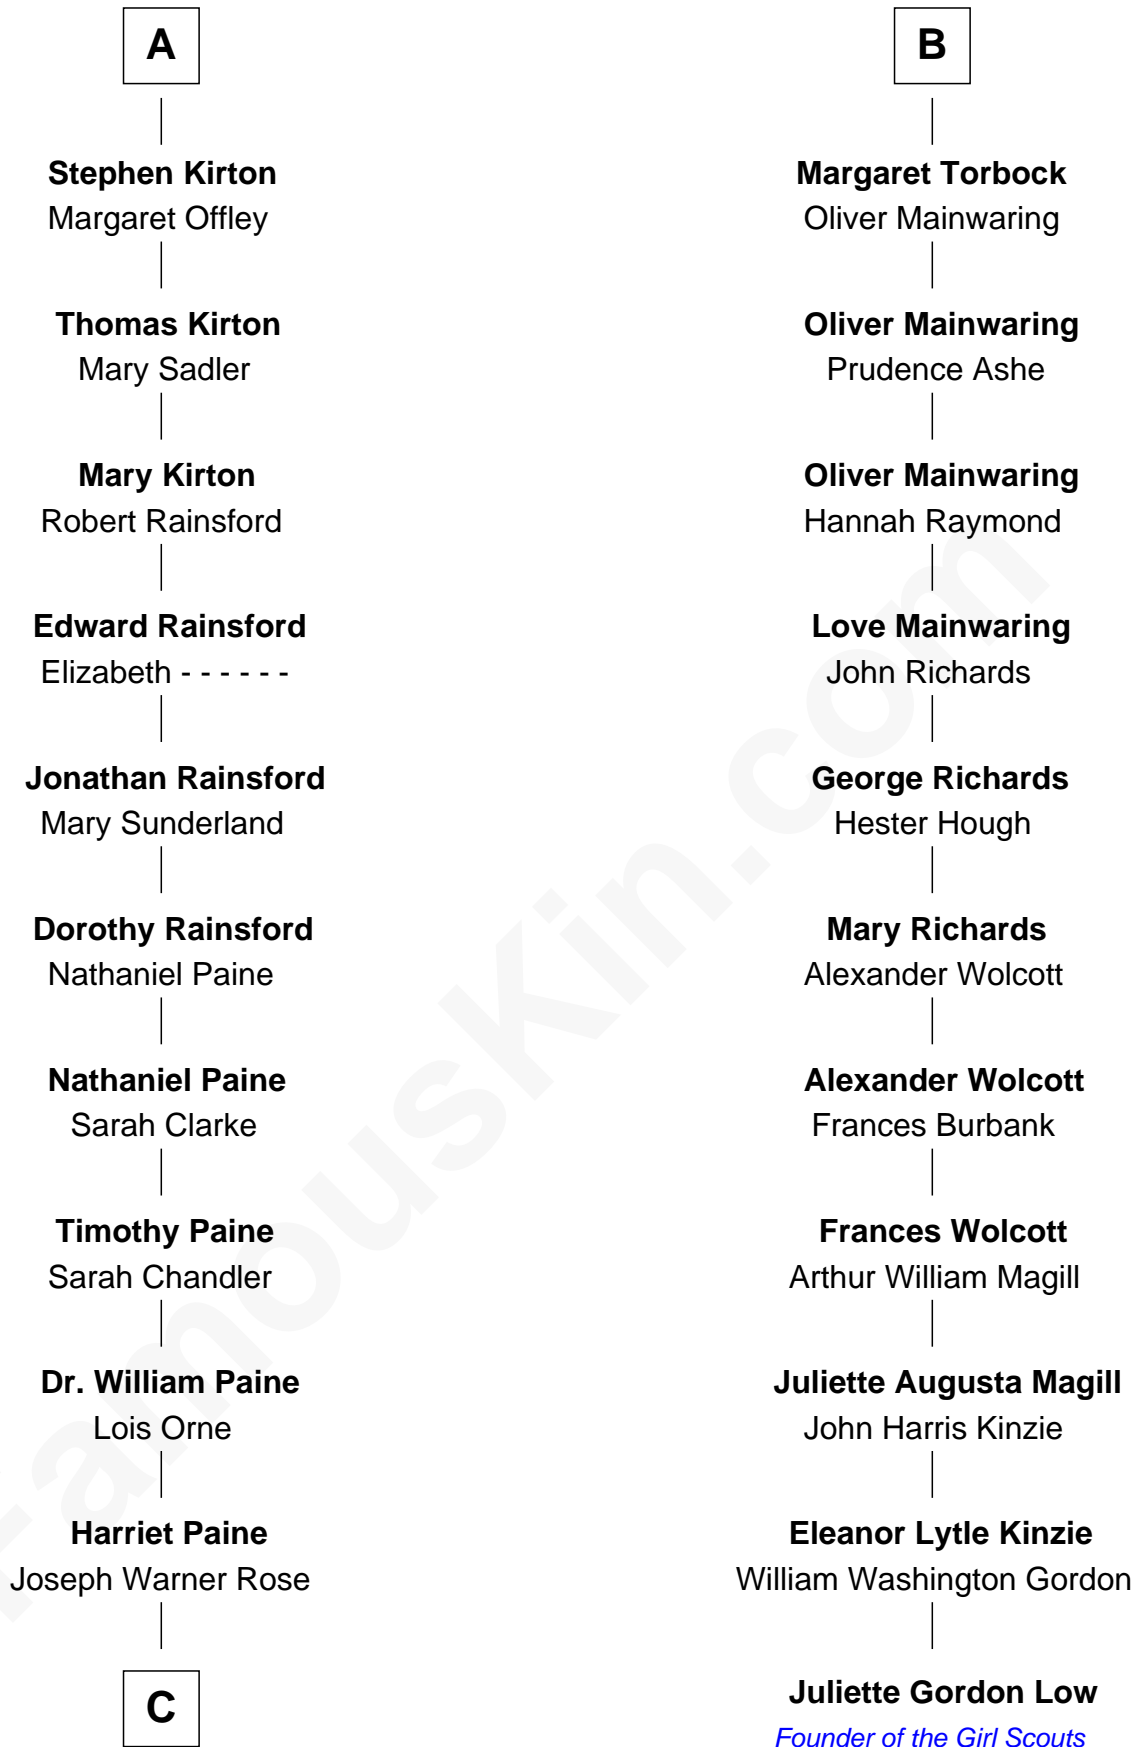 A
Stephen Kirton
Margaret Offley
Thomas Kirton
Mary Sadler
Mary Kirton
Robert Rainsford
Edward Rainsford
Elizabeth - - - - - -
Jonathan Rainsford
Mary Sunderland
Dorothy Rainsford
Nathaniel Paine
Nathaniel Paine
Sarah Clarke
Timothy Paine
Sarah Chandler
Dr. William Paine
Lois Orne
Harriet Paine
Joseph Warner Rose
C
B
Margaret Torbock
Oliver Mainwaring
Oliver Mainwaring
Prudence Ashe
Oliver Mainwaring
Hannah Raymond
Love Mainwaring
John Richards
George Richards
Hester Hough
Mary Richards
Alexander Wolcott
Alexander Wolcott
Frances Burbank
Frances Wolcott
Arthur William Magill
Juliette Augusta Magill
John Harris Kinzie
Eleanor Lytle Kinzie
William Washington Gordon
Juliette Gordon Low
Founder of the Girl Scouts
FamousKin.com